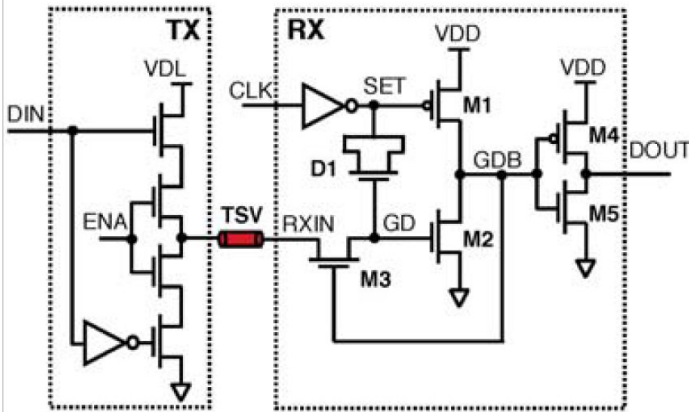 TX
RX
VDL
VDD
VDD
CLK
SET
M1
DIN
M4
D1
GDB
DOUT
ENA
TSV
RXIN
GD
M2
M5
M3